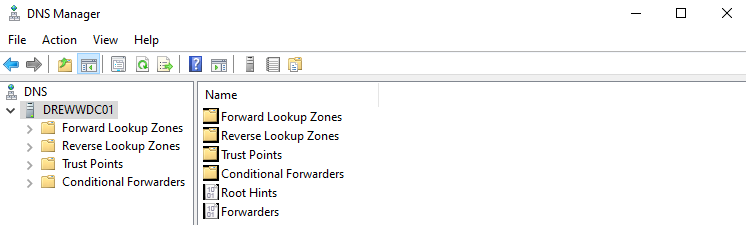 DNS Manager
File Action View Help
DNS
DREWWDC01
Forward Lookup Zones
Reverse Lookup Zones
Trust Points
Conditional Forwarders
Name
Forward Lookup Zones
Reverse Lookup Zones
Trust Points
Conditional Forwarders
Root Hints
Forwarders